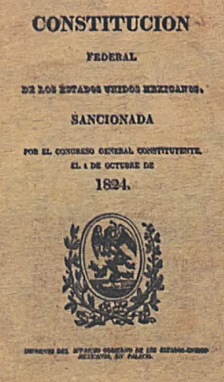 CONSTITUCION
FEDERAL
DE LOS ESTADOS UNIDOS MEXICANOS,
SANCIONADA
POR EL CONGRESO GENERAL CONSTITUYENTE,
EL 4 DE OCTUBRE DE
1824.
IMPRENTA DEL SUPREMO GOBIERNO DE LOS ESTADOS-UNIDOS
MEXICANOS, EN PALACIO.